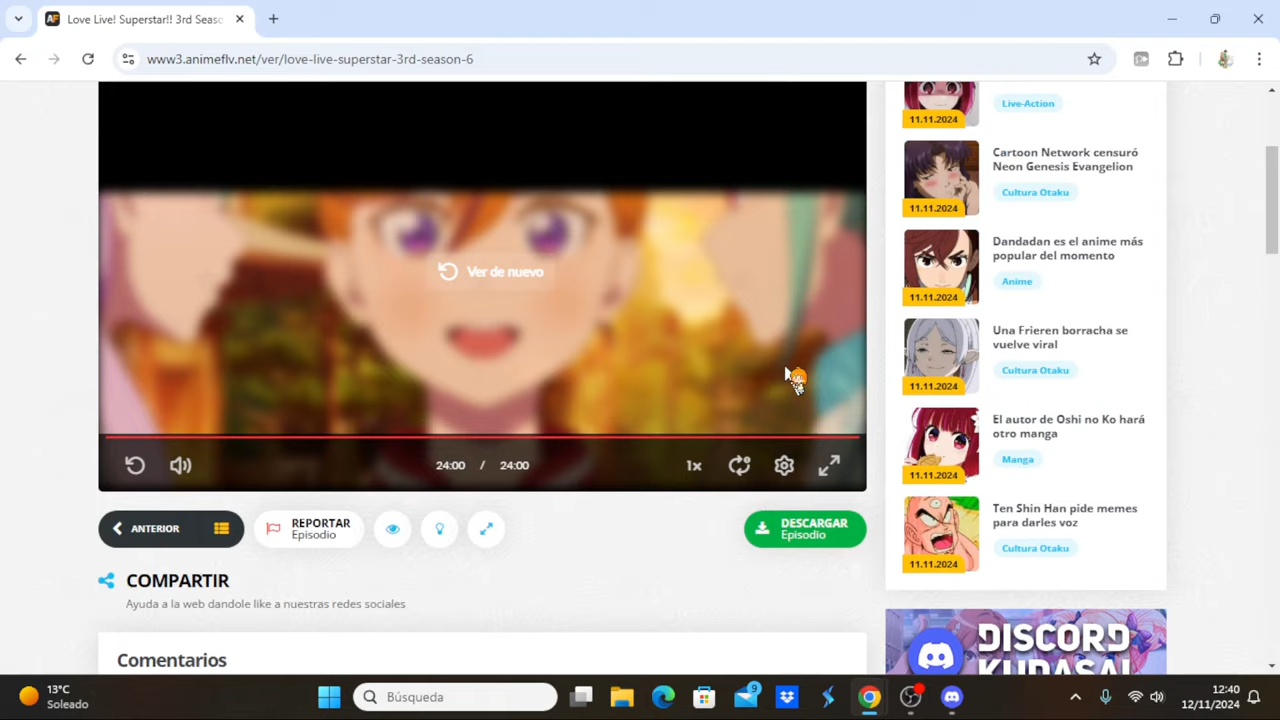 Love Live! Superstar!! 3rd Seaso
www3.animeflv.net/ver/love-live-superstar-3rd-season-6
Ver de nuevo
24:00 / 24:00
1x
ANTERIOR
REPORTAR
Episodio
DESCARGAR
Episodio
COMPARTIR
Ayuda a la web dandole like a nuestras redes sociales
Comentarios
Live-Action
11.11.2024
Cartoon Network censuró
Neon Genesis Evangelion
Cultura Otaku
11.11.2024
Dandadan es el anime más
popular del momento
Anime
11.11.2024
Una Frieren borracha se
vuelve viral
Cultura Otaku
11.11.2024
El autor de Oshi no Ko hará
otro manga
Manga
11.11.2024
Ten Shin Han pide memes
para darles voz
Cultura Otaku
11.11.2024
DISCORD
KUDASAI
13°C
Soleado
Búsqueda
9
12:40
12/11/2024